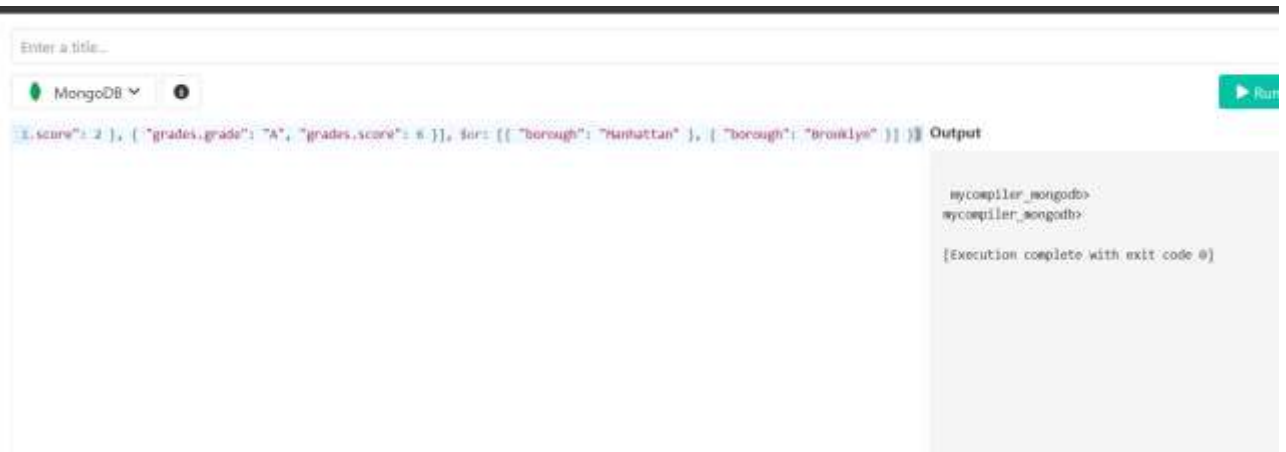 Enter a title...
MongoDB
Run
.score": 2 }, { "grades.grade": "A", "grades.score": 6 }], $or: [{ "borough": "Manhattan" }, { "borough": "Brooklyn" }] }
Output
mycompiler_mongodb>
mycompiler_mongodb>
[Execution complete with exit code 0]